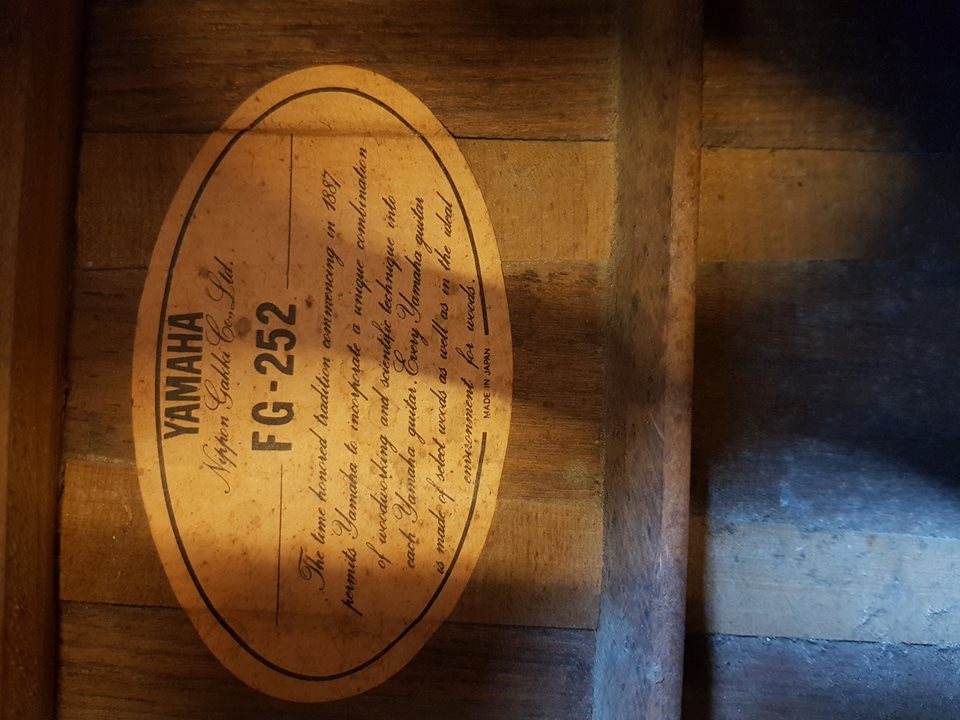 YAMAHA
Nippon Gakki Co., Ltd.
FG-252
The time honored tradition commencing in 1887
permits Yamaha to incorporate a unique combination
of woodworking and scientific technique into
each Yamaha guitar. Every Yamaha guitar
is made of select woods as well as in the ideal
environment for woods.
MADE IN JAPAN